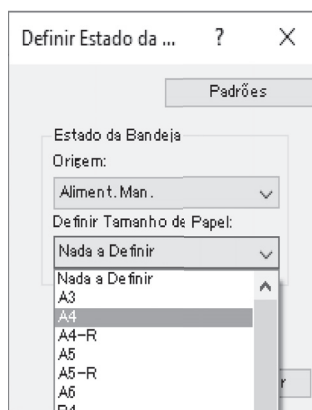 Definir Estado da ... ? ×
Padrões
Estado da Bandeja
Origem:
Aliment. Man.
Definir Tamanho de Papel:
Nada a Definir
Nada a Definir
A3
A4
A4-R
A5
A5-R
A6